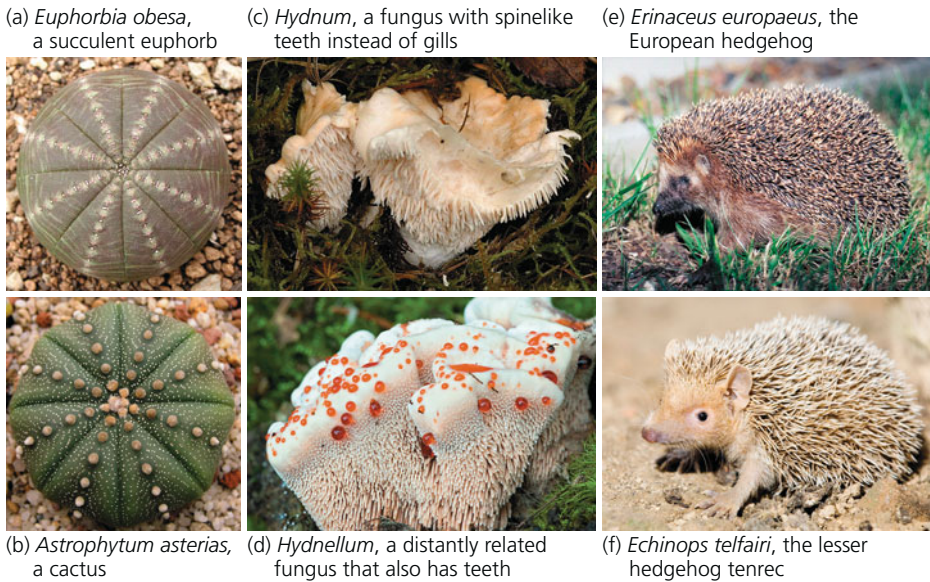 (a) Euphorbia obesa,
a succulent euphorb
(c) Hydnum, a fungus with spinelike
teeth instead of gills
(e) Erinaceus europaeus, the
European hedgehog
(b) Astrophytum asterias,
a cactus
(d) Hydnellum, a distantly related
fungus that also has teeth
(f) Echinops telfairi, the lesser
hedgehog tenrec